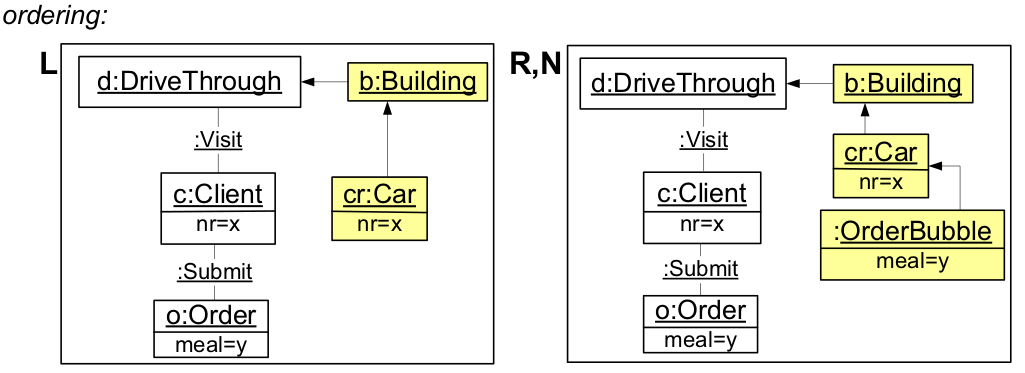 ordering:
L
d:DriveThrough
b:Building
:Visit
c:Client
nr=x
cr:Car
nr=x
:Submit
o:Order
meal=y
R,N
d:DriveThrough
b:Building
:Visit
cr:Car
nr=x
c:Client
nr=x
:OrderBubble
meal=y
:Submit
o:Order
meal=y